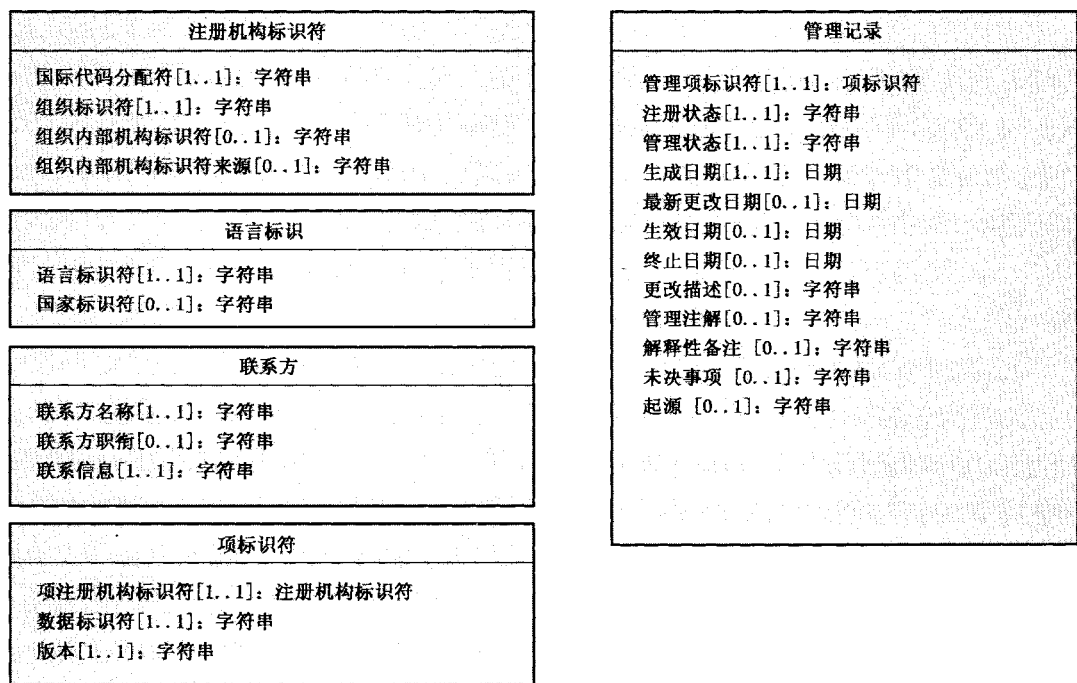 注册机构标识符
国际代码分配符[1..1]：字符串
组织标识符[1..1]：字符串
组织内部机构标识符[0..1]：字符串
组织内部机构标识符来源[0..1]：字符串
语言标识
语言标识符[1..1]：字符串
国家标识符[0..1]：字符串
联系方
联系方名称[1..1]：字符串
联系方职衔[0..1]：字符串
联系信息[1..1]：字符串
项标识符
项注册机构标识符[1..1]：注册机构标识符
数据标识符[1..1]：字符串
版本[1..1]：字符串
管理记录
管理项标识符[1..1]：项标识符
注册状态[1..1]：字符串
管理状态[1..1]：字符串
生成日期[1..1]：日期
最新更改日期[0..1]：日期
生效日期[0..1]：日期
终止日期[0..1]：日期
更改描述[0..1]：字符串
管理注解[0..1]：字符串
解释性备注 [0..1]：字符串
未决事项 [0..1]：字符串
起源 [0..1]：字符串